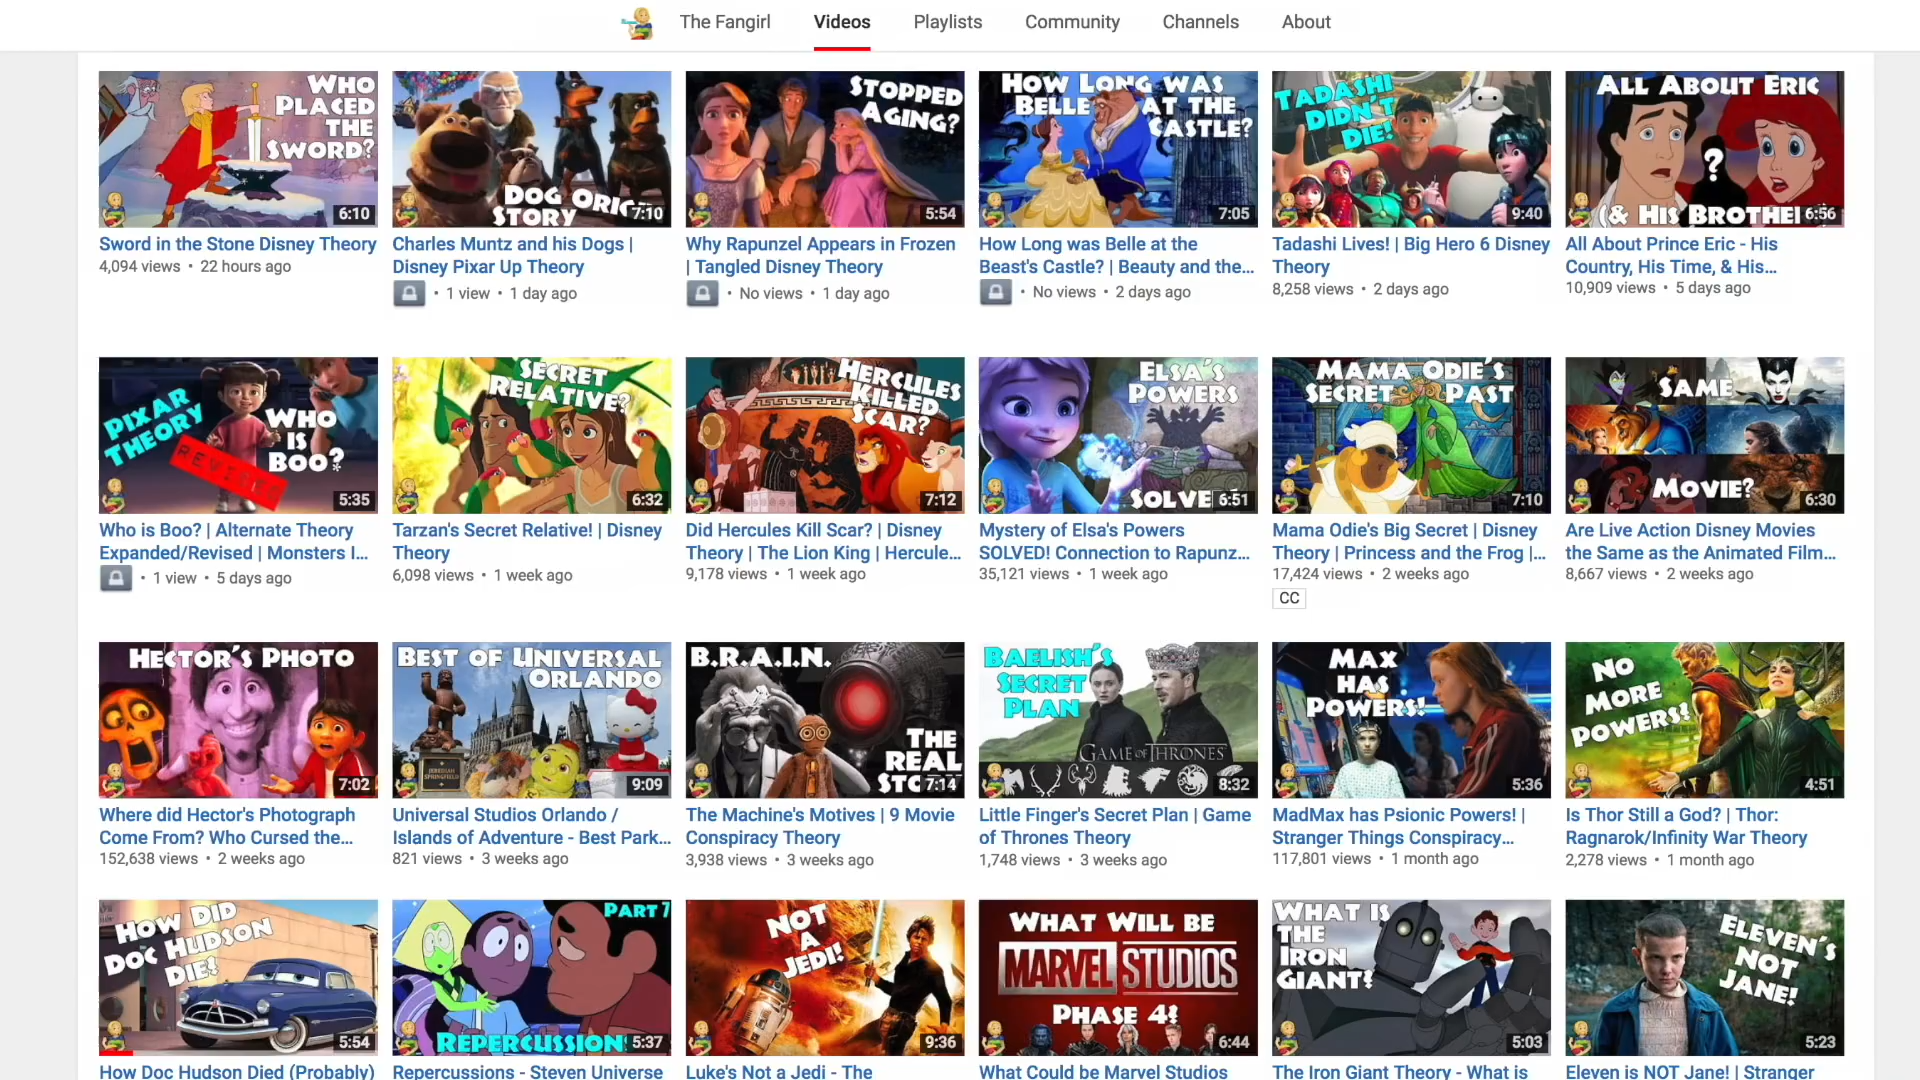 The Fangirl
Videos
Playlists
Community
Channels
About
WHO
PLACED
THE
SWORD?
6:10
Sword in the Stone Disney Theory
4,094 views • 22 hours ago
DOG
STORY
7:10
Charles Muntz and his Dogs |
Disney Pixar Up Theory
• 1 view • 1 day ago
STOPPED
AGING?
5:54
Why Rapunzel Appears in Frozen
| Tangled Disney Theory
• No views • 1 day ago
HOW LONG WAS
BELLE AT THE
CASTLE?
7:05
How Long was Belle at the
Beast's Castle? | Beauty and the...
• No views • 2 days ago
TADASHI
DIDN'T
DIE!
9:40
Tadashi Lives! | Big Hero 6 Disney
Theory
8,258 views • 2 days ago
ALL ABOUT ERIC
?
(& HIS BROTHE
6:56
All About Prince Eric - His
Country, His Time, & His...
10,909 views • 5 days ago
PIXAR
THEORY
REVISED
WHO
IS
BOO?
5:35
Who is Boo? | Alternate Theory
Expanded/Revised | Monsters I...
• 1 view • 5 days ago
SECRET
RELATIVE?
6:32
Tarzan's Secret Relative! | Disney
Theory
6,098 views • 1 week ago
HERCULES
KILLED
SCAR?
7:12
Did Hercules Kill Scar? | Disney
Theory | The Lion King | Hercule...
9,178 views • 1 week ago
ELSA'S
POWERS
SOLVE
6:51
Mystery of Elsa's Powers
SOLVED! Connection to Rapunz...
35,121 views • 1 week ago
MAMA ODIE'S
SECRET PAST
7:10
Mama Odie's Big Secret | Disney
Theory | Princess and the Frog |...
17,424 views • 2 weeks ago
CC
SAME
MOVIE?
6:30
Are Live Action Disney Movies
the Same as the Animated Film...
8,667 views • 2 weeks ago
HECTOR'S PHOTO
7:02
Where did Hector's Photograph
Come From? Who Cursed the...
152,638 views • 2 weeks ago
BEST OF UNIVERSAL
ORLANDO
JEBEDIAH
SPRINGFIELD
9:09
Universal Studios Orlando /
Islands of Adventure - Best Park...
821 views • 3 weeks ago
B.R.A.I.N.
THE
REAL
STO
7:14
The Machine's Motives | 9 Movie
Conspiracy Theory
3,938 views • 3 weeks ago
BAELISH'S
SECRET
PLAN
GAME OF THRONES
8:32
Little Finger's Secret Plan | Game
of Thrones Theory
1,748 views • 3 weeks ago
MAX
HAS
POWERS!
5:36
MadMax has Psionic Powers! |
Stranger Things Conspiracy...
117,801 views • 1 month ago
NO
MORE
POWERS?
4:51
Is Thor Still a God? | Thor:
Ragnarok/Infinity War Theory
2,278 views • 1 month ago
HOW DID
DOC HUDSON
DIE?
5:54
How Doc Hudson Died (Probably)
PART 7
REPERCUSSION
5:37
Repercussions - Steven Universe
NOT
A
JEDI!
9:36
Luke's Not a Jedi - The
WHAT WILL BE
MARVEL STUDIOS
PHASE 4?
6:44
What Could be Marvel Studios
WHAT IS
THE
IRON
GIANT?
5:03
The Iron Giant Theory - What is
ELEVEN'S
NOT
JANE!
5:23
Eleven is NOT Jane! | Stranger